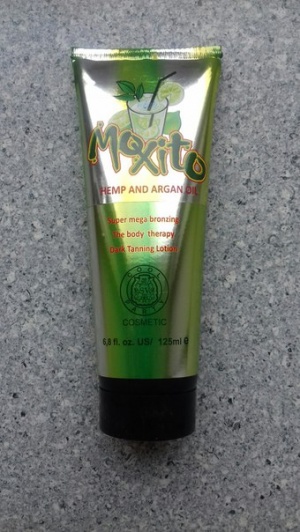 Moxito
HEMP AND ARGAN OIL
super mega bronzing
the body therapy
Dark Tanning Lotion
COSMETIC
6,8 fl. oz. US/ 125ml e